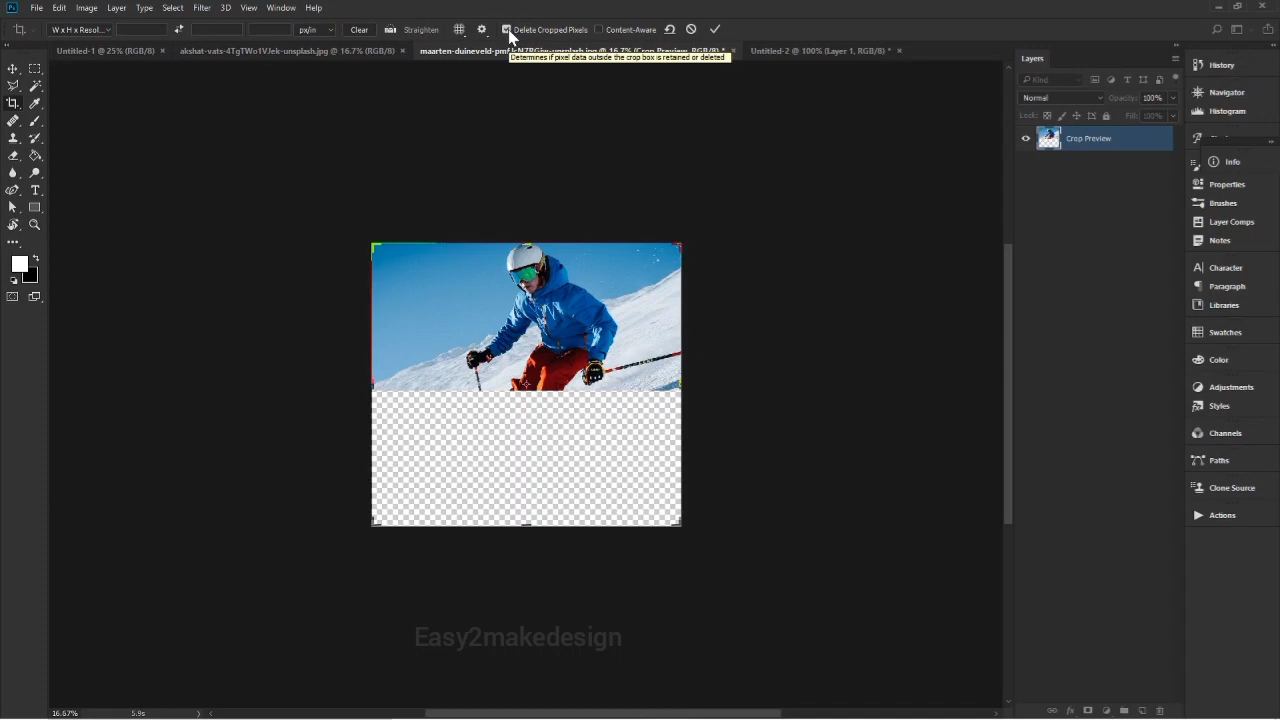 Ps File Edit Image Layer Type Select Filter 3D View Window Help
W x H x Resol... px/in Clear Straighten Delete Cropped Pixels Content-Aware
Determines if pixel data outside the crop box is retained or deleted
Untitled-1 @ 25% (RGB/8) × akshat-vats-4TgTWo1VJek-unsplash.jpg @ 16.7% (RGB/8) × Untitled-2 @ 100% (Layer 1, RGB/8) * ×
Layers
Kind
Normal Opacity: 100%
Lock: Fill: 100%
Crop Preview
History
Navigator
Histogram
Info
Properties
Brushes
Layer Comps
Notes
Character
Paragraph
Libraries
Swatches
Color
Adjustments
Styles
Channels
Paths
Clone Source
Actions
Easy2makedesign
16.67% 5.9s